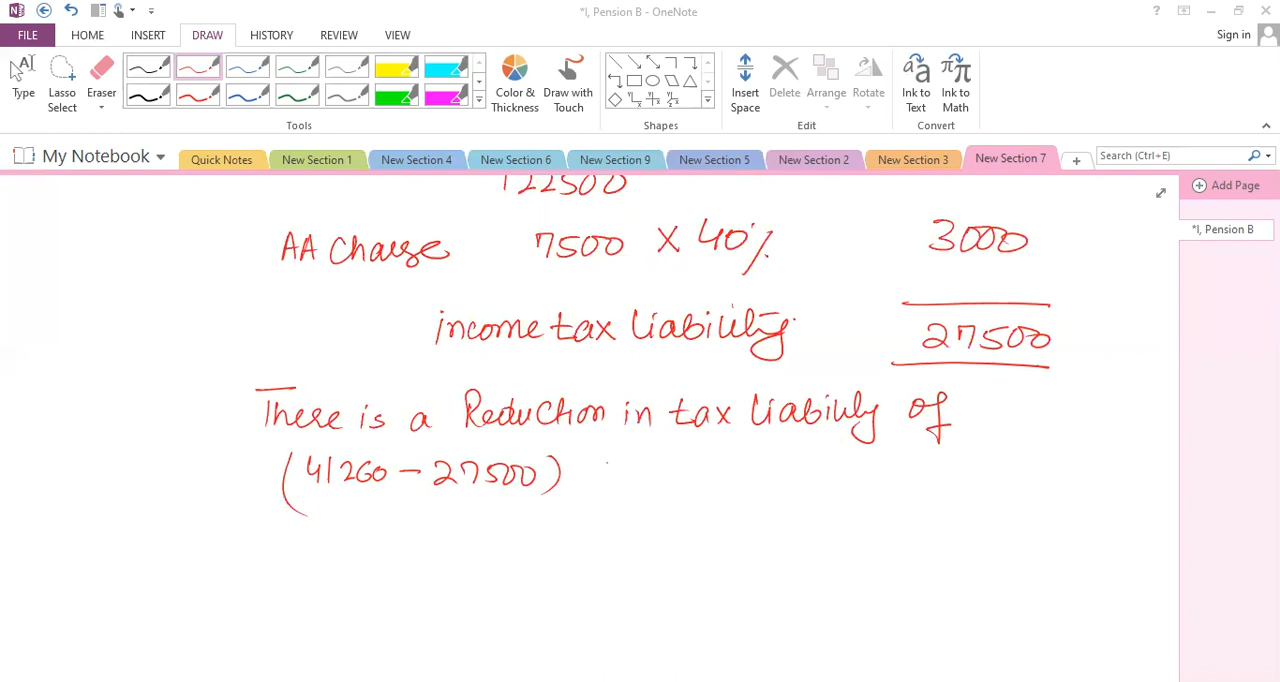 *I, Pension B - OneNote
? 
FILE HOME INSERT DRAW HISTORY REVIEW VIEW Sign in
Type Lasso Select Eraser Color & Thickness Draw with Touch Insert Space Delete Arrange Rotate Ink to Text Ink to Math
Tools Shapes Edit Convert
My Notebook Quick Notes New Section 1 New Section 4 New Section 6 New Section 9 New Section 5 New Section 2 New Section 3 New Section 7 Search (Ctrl+E)
Add Page
*I, Pension B
122500
AA Charge 7500 X 40% 3000
income tax liability 27500
There is a Reduction in tax liability of
(41260 - 27500)